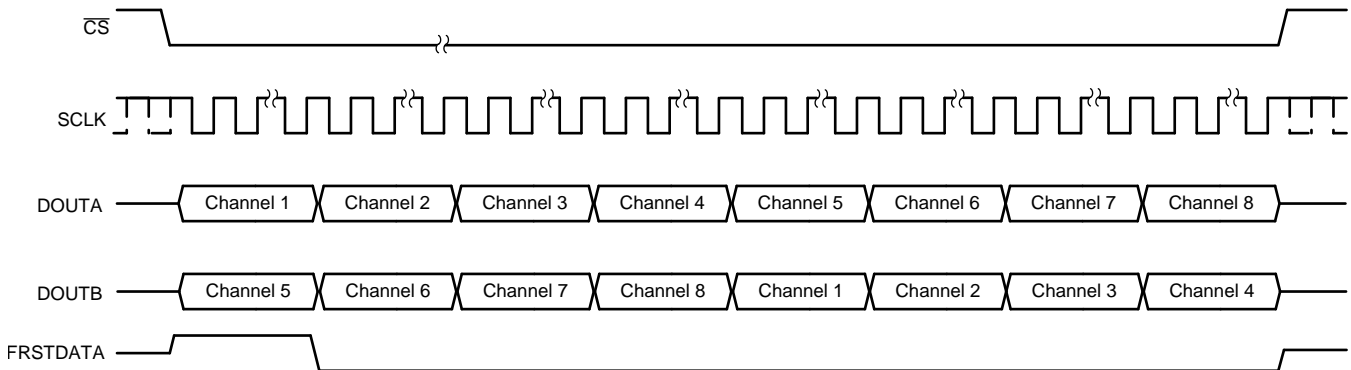 CS
SCLK
DOUTA Channel 1 Channel 2 Channel 3 Channel 4 Channel 5 Channel 6 Channel 7 Channel 8
DOUTB Channel 5 Channel 6 Channel 7 Channel 8 Channel 1 Channel 2 Channel 3 Channel 4
FRSTDATA